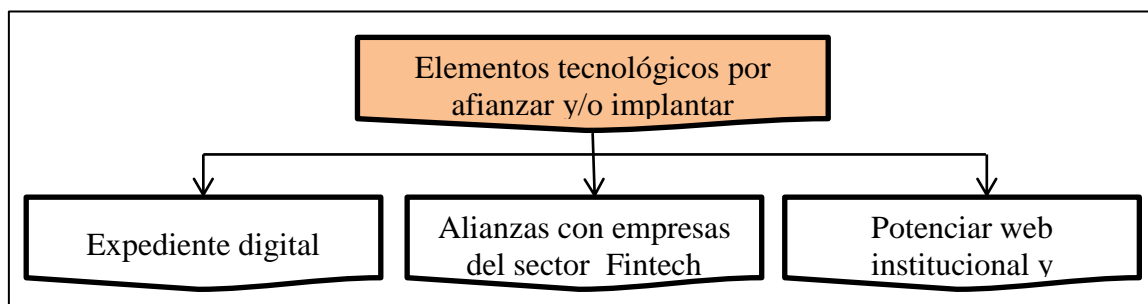 Elementos tecnológicos por
afianzar y/o implantar
Expediente digital
Alianzas con empresas
del sector Fintech
Potenciar web
institucional y